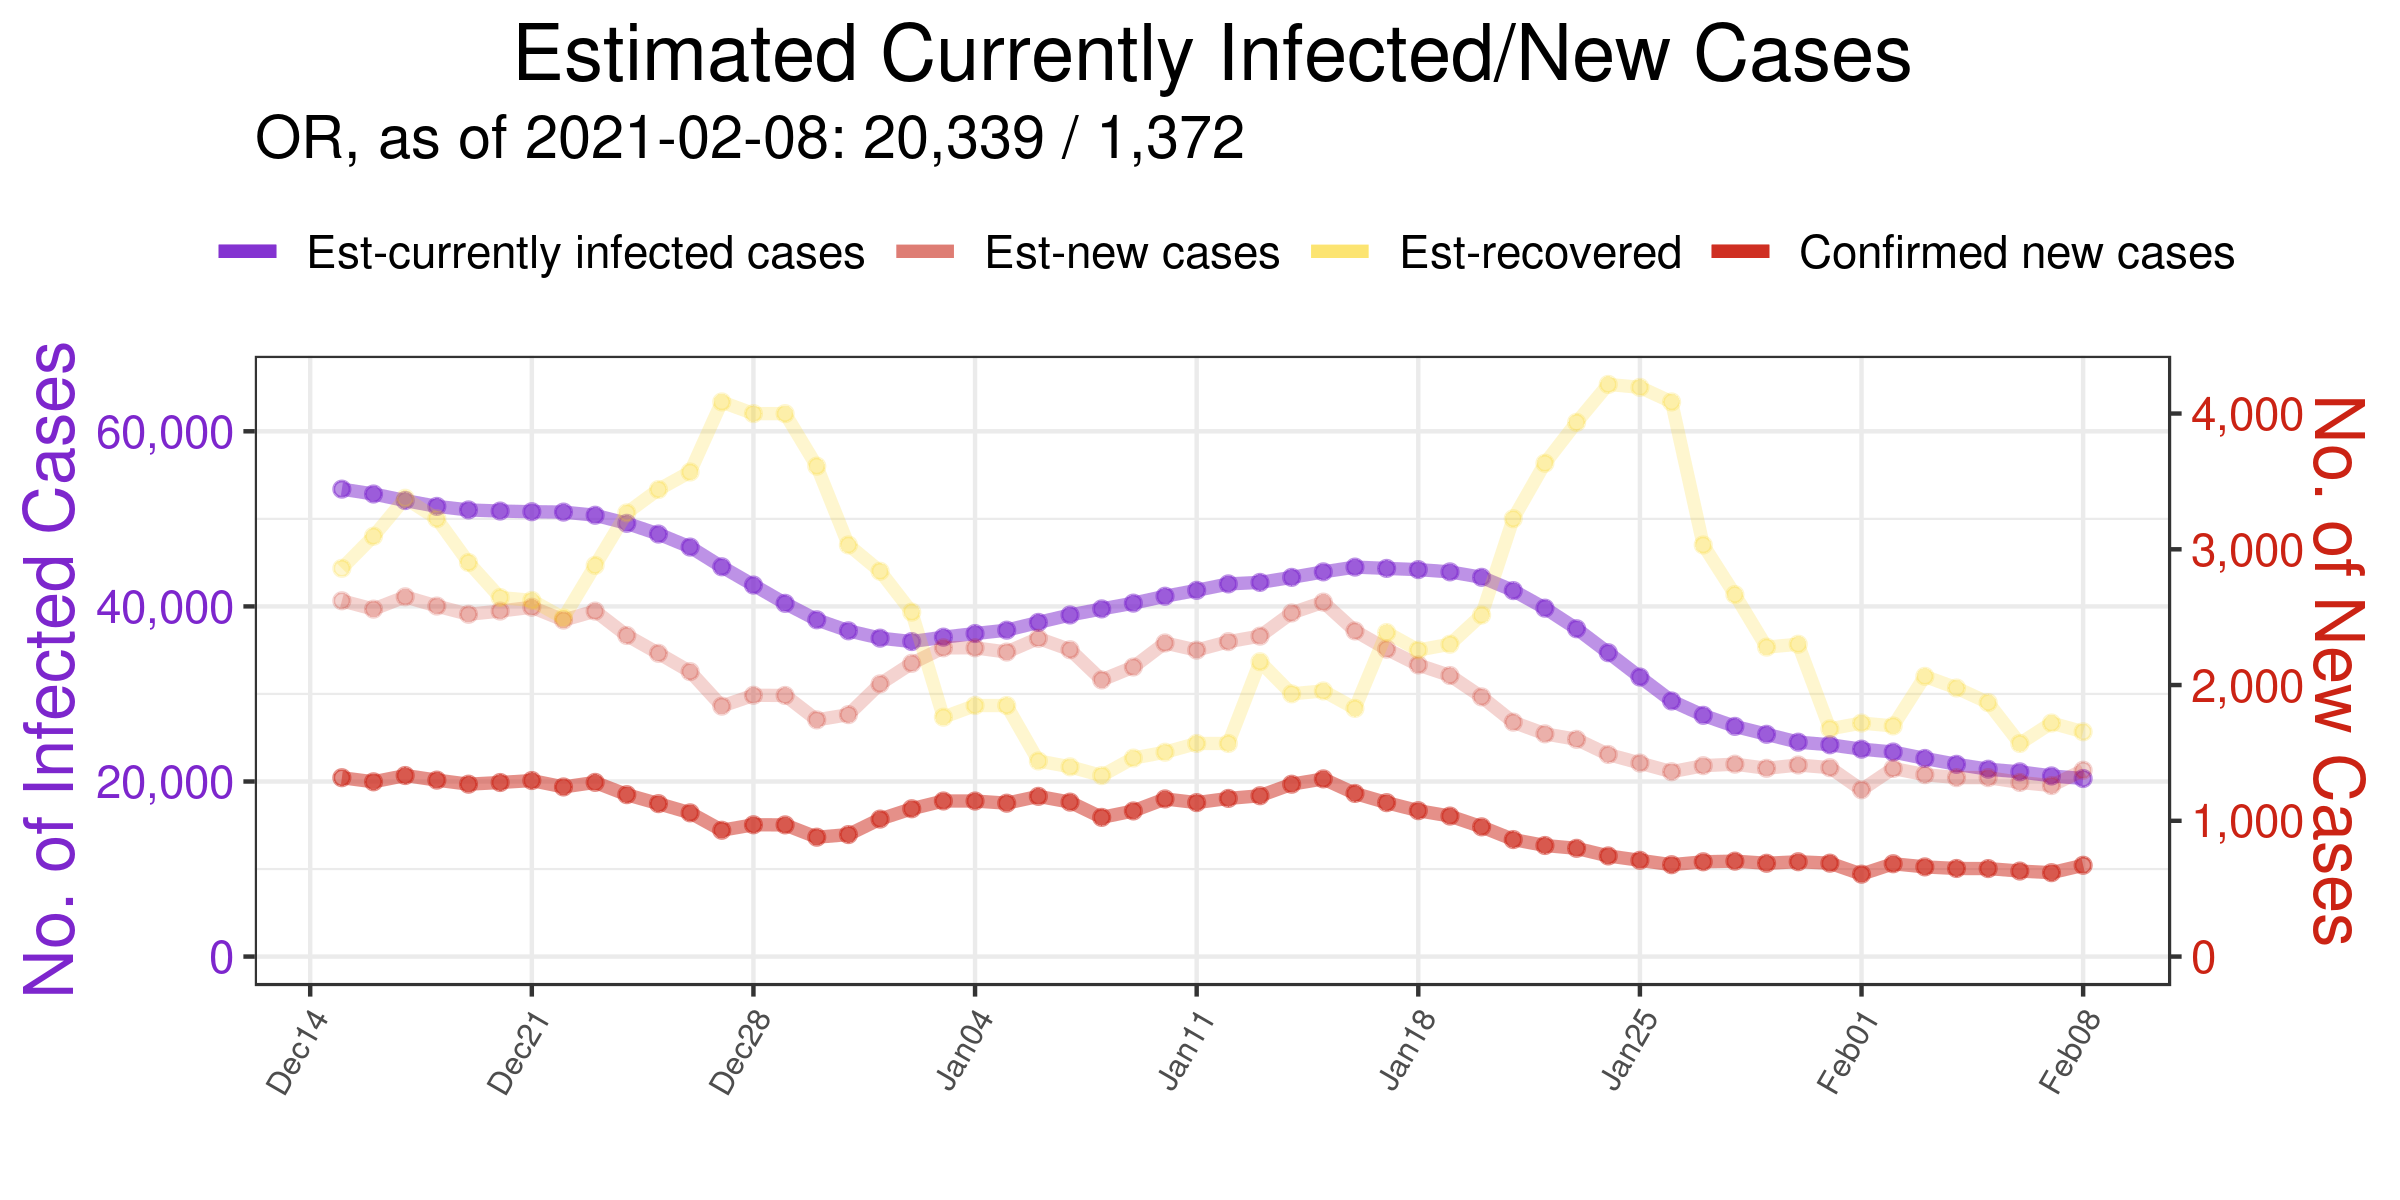 Estimated Currently Infected/New Cases
OR, as of 2021-02-08: 20,339 / 1,372
Est-currently infected cases Est-new cases Est-recovered Confirmed new cases
No. of Infected Cases
60,000
40,000
20,000
0
4,000
3,000
2,000
1,000
0
No. of New Cases
Dec14 Dec21 Dec28 Jan04 Jan11 Jan18 Jan25 Feb01 Feb08